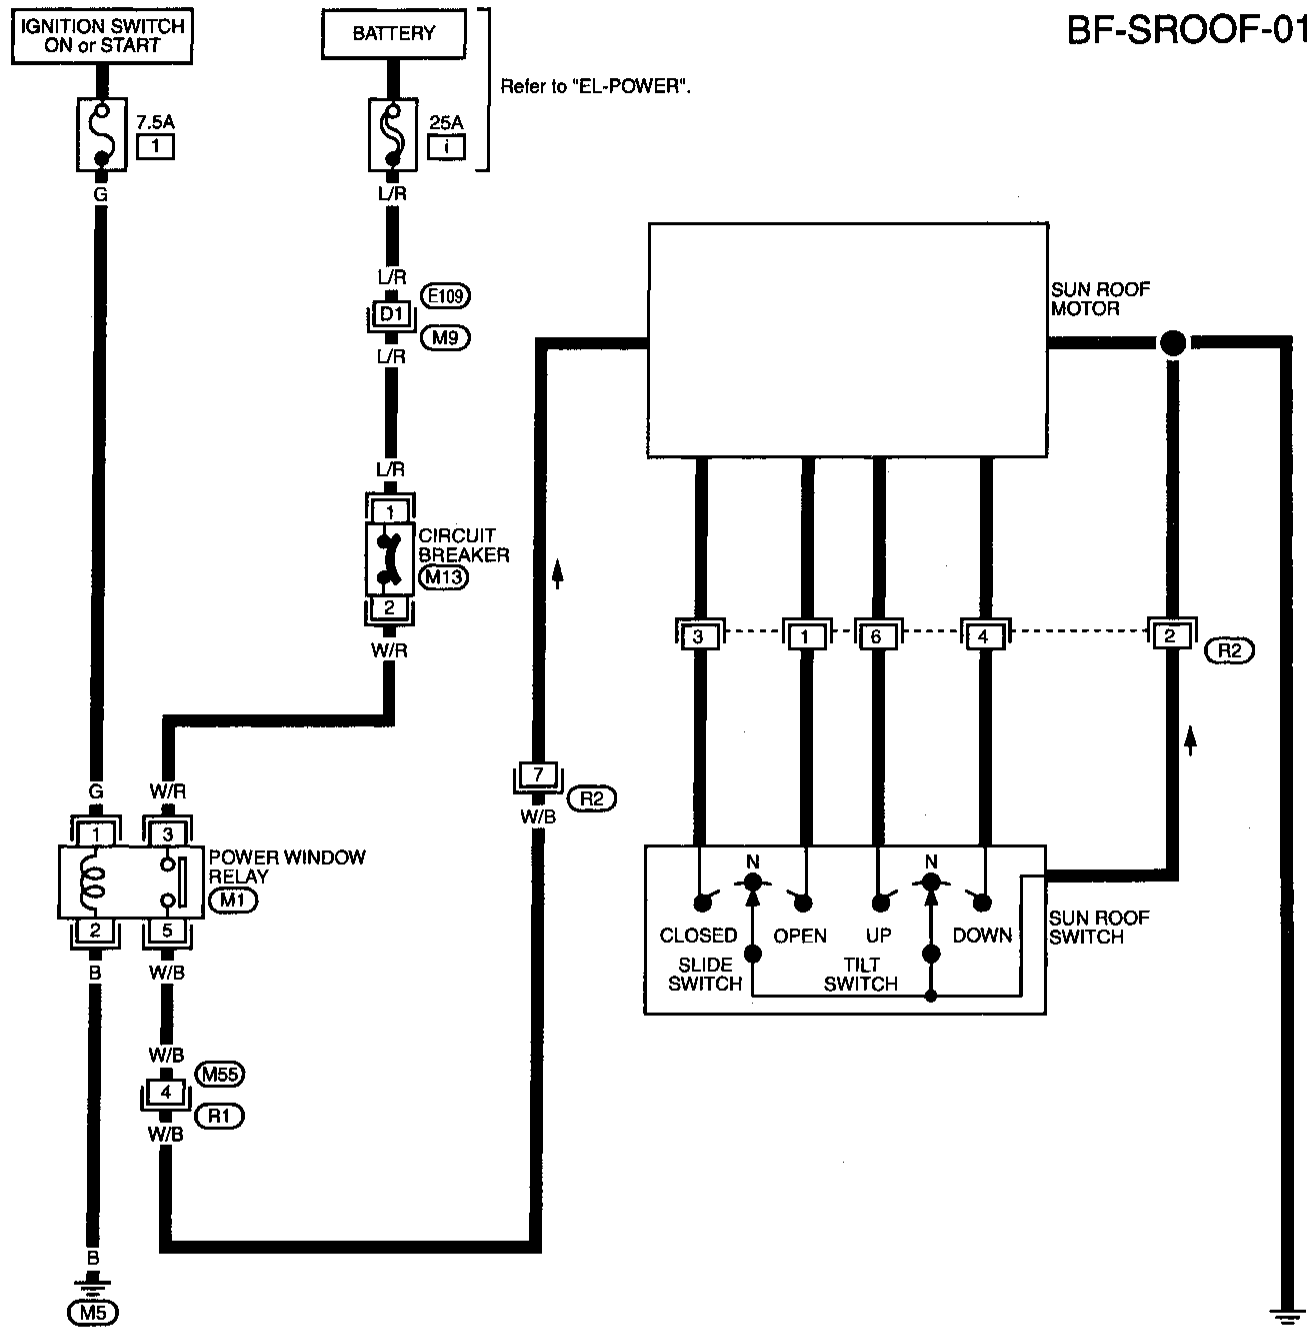 BF-SROOF-01
IGNITION SWITCH
ON or START
BATTERY
Refer to "EL-POWER".
7.5A
1
25A
i
G
L/R
L/R
E109
D1
M9
L/R
SUN ROOF
MOTOR
L/R
1
CIRCUIT
BREAKER
M13
2
W/R
3
1
6
4
2
R2
7
R2
W/B
G
W/R
1
3
POWER WINDOW
RELAY
M1
2
5
B
W/B
N
N
CLOSED
OPEN
UP
DOWN
SLIDE
SWITCH
TILT
SWITCH
SUN ROOF
SWITCH
W/B
M55
4
R1
W/B
B
M5